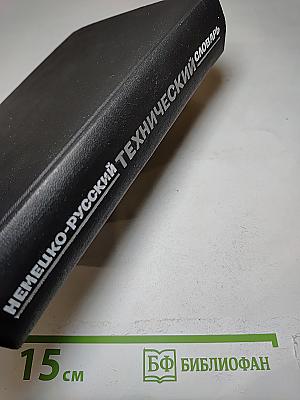 НЕМЕЦКО-РУССКИЙ ТЕХНИЧЕСКИЙ СЛОВАРЬ
15 см
БФ БИБЛИОФАН